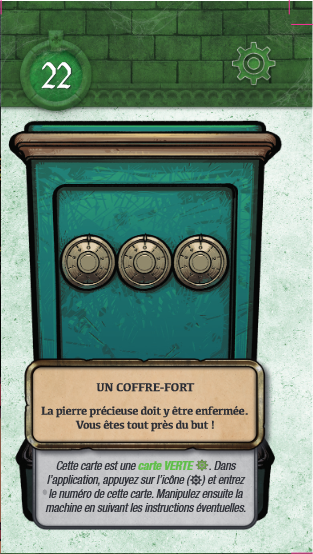 22
UN COFFRE-FORT
La pierre précieuse doit y être enfermée.
Vous êtes tout près du but !
Cette carte est une carte VERTE . Dans
l'application, appuyez sur l'icône ( ) et entrez
le numéro de cette carte. Manipulez ensuite la
machine en suivant les instructions éventuelles.